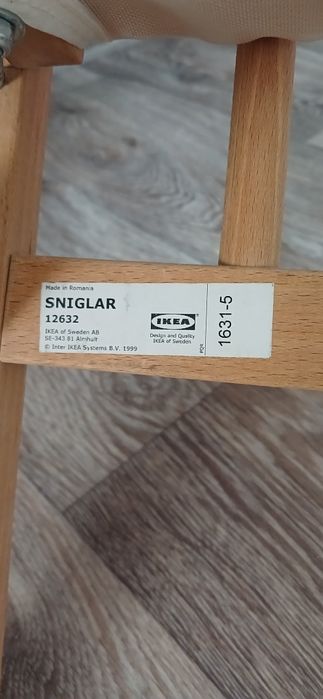 Made in Romania
SNIGLAR
12632
IKEA of Sweden AB
SE-343 81 Älmhult
© Inter IKEA Systems B.V. 1999
IKEA
Design and Quality
IKEA of Sweden
PQR
1631-5